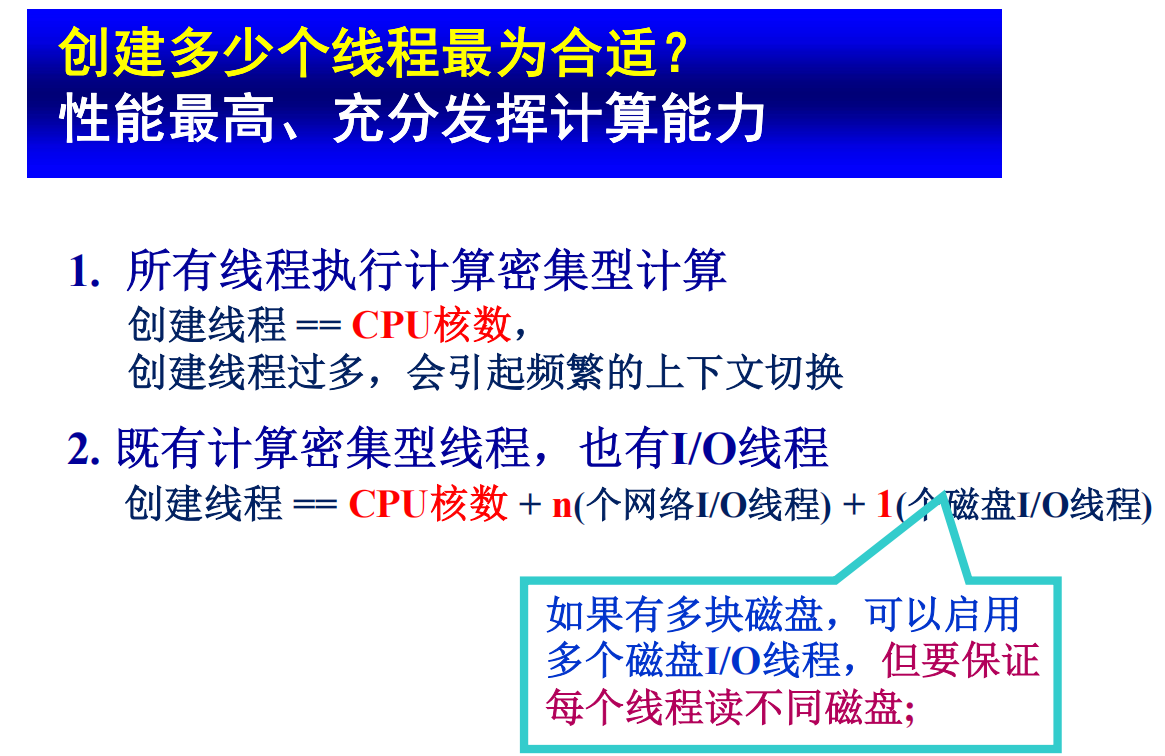 创建多少个线程最为合适？
性能最高、充分发挥计算能力
1. 所有线程执行计算密集型计算
创建线程 == CPU核数，
创建线程过多，会引起频繁的上下文切换
2. 既有计算密集型线程，也有I/O线程
创建线程 == CPU核数 + n(个网络I/O线程) + 1(个磁盘I/O线程)
如果有多块磁盘，可以启用
多个磁盘I/O线程，但要保证
每个线程读不同磁盘;